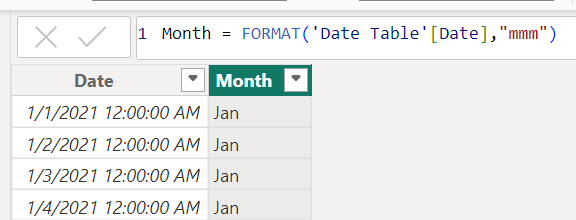 1 Month = FORMAT('Date Table'[Date],"mmm")
Date Month
1/1/2021 12:00:00 AM Jan
1/2/2021 12:00:00 AM Jan
1/3/2021 12:00:00 AM Jan
1/4/2021 12:00:00 AM Jan